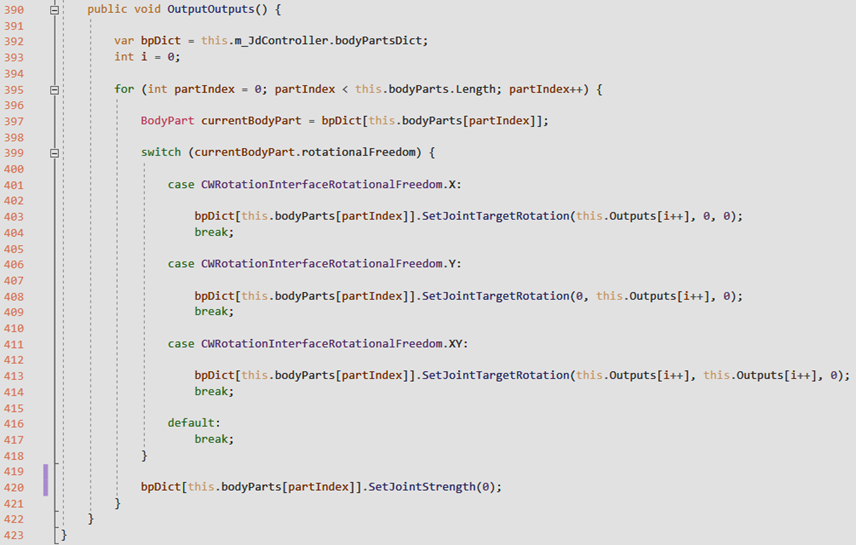 390 public void OutputOutputs() {
391
392 var bpDict = this.m_JdController.bodyPartsDict;
393 int i = 0;
394
395 for (int partIndex = 0; partIndex < this.bodyParts.Length; partIndex++) {
396
397 BodyPart currentBodyPart = bpDict[this.bodyParts[partIndex]];
398
399 switch (currentBodyPart.rotationalFreedom) {
400
401 case CWRotationInterfaceRotationalFreedom.X:
402
403 bpDict[this.bodyParts[partIndex]].SetJointTargetRotation(this.Outputs[i++], 0, 0);
404 break;
405
406 case CWRotationInterfaceRotationalFreedom.Y:
407
408 bpDict[this.bodyParts[partIndex]].SetJointTargetRotation(0, this.Outputs[i++], 0);
409 break;
410
411 case CWRotationInterfaceRotationalFreedom.XY:
412
413 bpDict[this.bodyParts[partIndex]].SetJointTargetRotation(this.Outputs[i++], this.Outputs[i++], 0);
414 break;
415
416 default:
417 break;
418 }
419
420 bpDict[this.bodyParts[partIndex]].SetJointStrength(0);
421 }
422 }
423 }